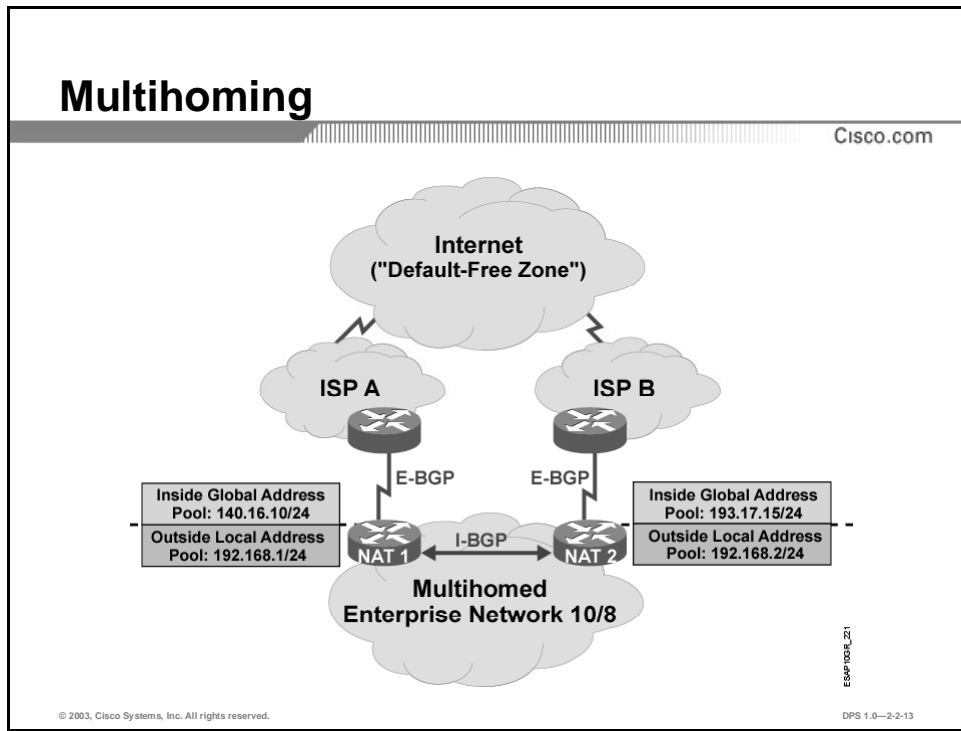 Multihoming
Cisco.com
Internet
("Default-Free Zone")
ISP A
ISP B
E-BGP
E-BGP
Inside Global Address
Pool: 140.16.10/24
Outside Local Address
Pool: 192.168.1/24
Inside Global Address
Pool: 193.17.15/24
Outside Local Address
Pool: 192.168.2/24
NAT 1
I-BGP
NAT 2
Multihomed
Enterprise Network 10/8
ESAP10GR_221
© 2003, Cisco Systems, Inc. All rights reserved.
DPS 1.0—2-2-13